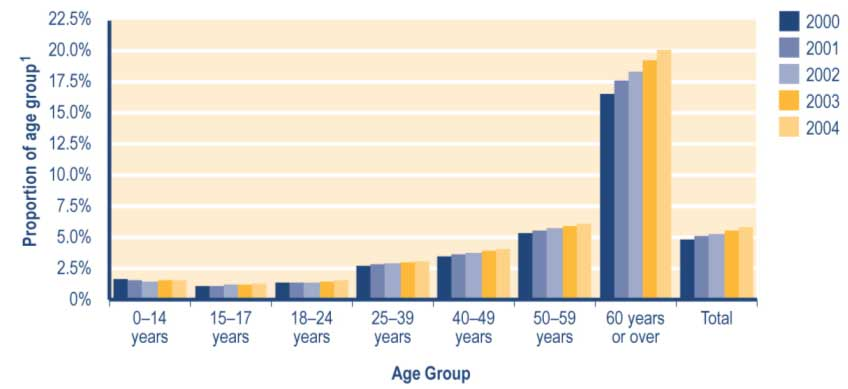 22.5%
20.0%
17.5%
15.0%
12.5%
10.0%
7.5%
5.0%
2.5%
0%
Proportion of age group¹
2000
2001
2002
2003
2004
0–14 years
15–17 years
18–24 years
25–39 years
40–49 years
50–59 years
60 years or over
Total
Age Group